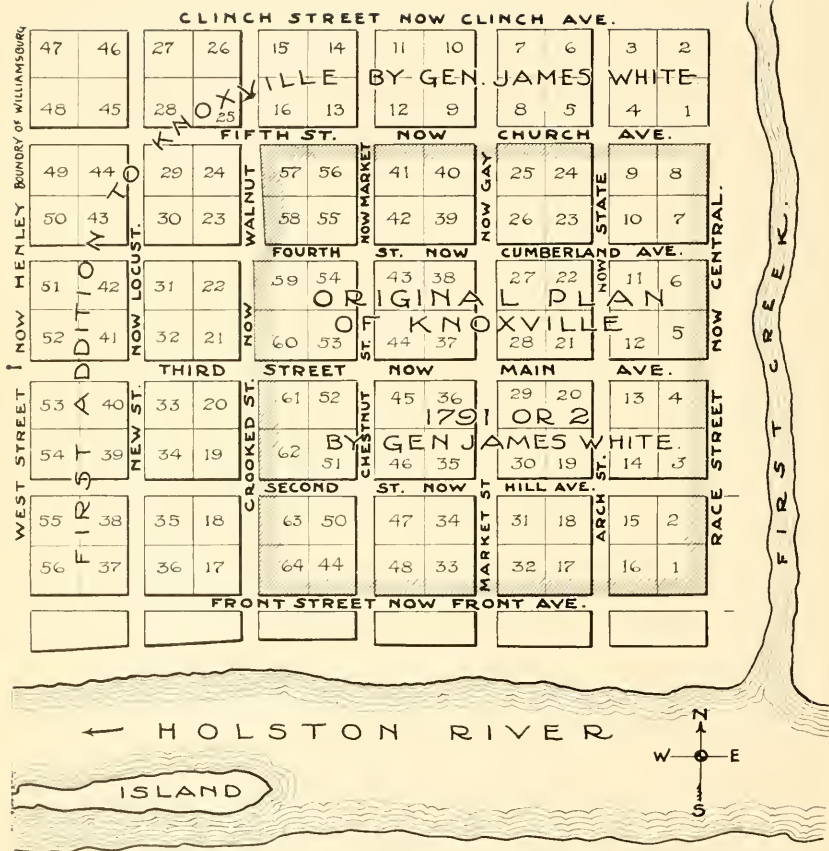 CLINCH STREET NOW CLINCH AVE.
47 46 27 26 15 14 11 10 7 6 3 2
KNOXVILLE BY GEN. JAMES WHITE
48 45 28 25 16 13 12 9 8 5 4 1
FIFTH ST. NOW CHURCH AVE.
49 44 29 24 57 56 41 40 25 24 9 8
50 43 30 23 58 55 42 39 26 23 10 7
FOURTH ST. NOW CUMBERLAND AVE.
51 42 31 22 59 54 43 38 27 22 11 6
ORIGINAL PLAN
OF KNOXVILLE
52 41 32 21 60 53 44 37 28 21 12 5
THIRD STREET NOW MAIN AVE.
53 40 33 20 61 52 45 36 29 20 13 4
1791 OR 2
BY GEN JAMES WHITE.
54 39 34 19 62 51 46 35 30 19 14 3
SECOND ST. NOW HILL AVE.
55 38 35 18 63 50 47 34 31 18 15 2
56 37 36 17 64 44 48 33 32 17 16 1
FRONT STREET NOW FRONT AVE.
WEST STREET NOW HENLEY BOUNDRY OF WILLIAMSBURG
FIRST ADDITION TO
NEW ST. NOW LOCUST.
CROOKED ST. NOW WALNUT
CHESTNUT ST. NOW MARKET
MARKET ST NOW GAY
ARCH ST. NOW STATE
RACE STREET NOW CENTRAL.
FIRST CREEK.
HOLSTON RIVER
ISLAND
N
W E
S